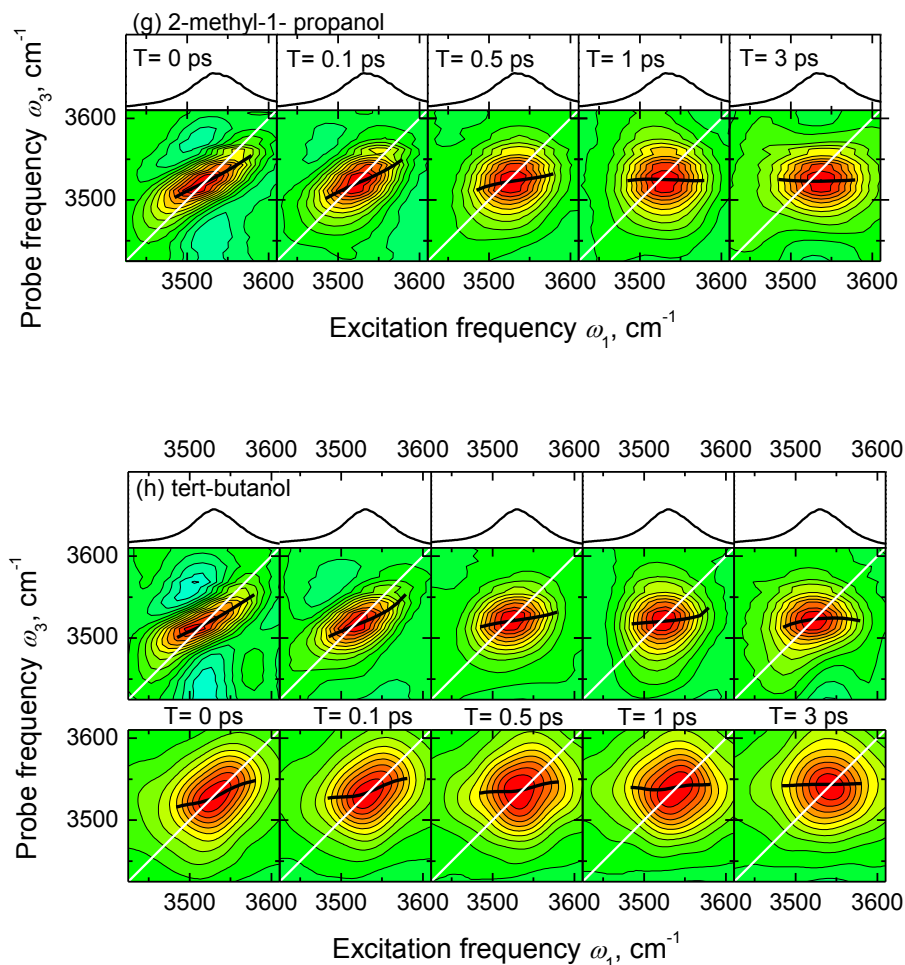 (g) 2-methyl-1- propanol
T= 0 ps T= 0.1 ps T= 0.5 ps T= 1 ps T= 3 ps
3600
3500
Probe frequency ω3, cm-1
3500 3600 3500 3600 3500 3600 3500 3600 3500 3600
Excitation frequency ω1, cm-1
3500 3600 3500 3600 3500 3600 3500 3600 3500 3600
(h) tert-butanol
3600
3500
T= 0 ps T= 0.1 ps T= 0.5 ps T= 1 ps T= 3 ps
3600
3500
Probe frequency ω3, cm-1
3500 3600 3500 3600 3500 3600 3500 3600 3500 3600
Excitation frequency ω1, cm-1